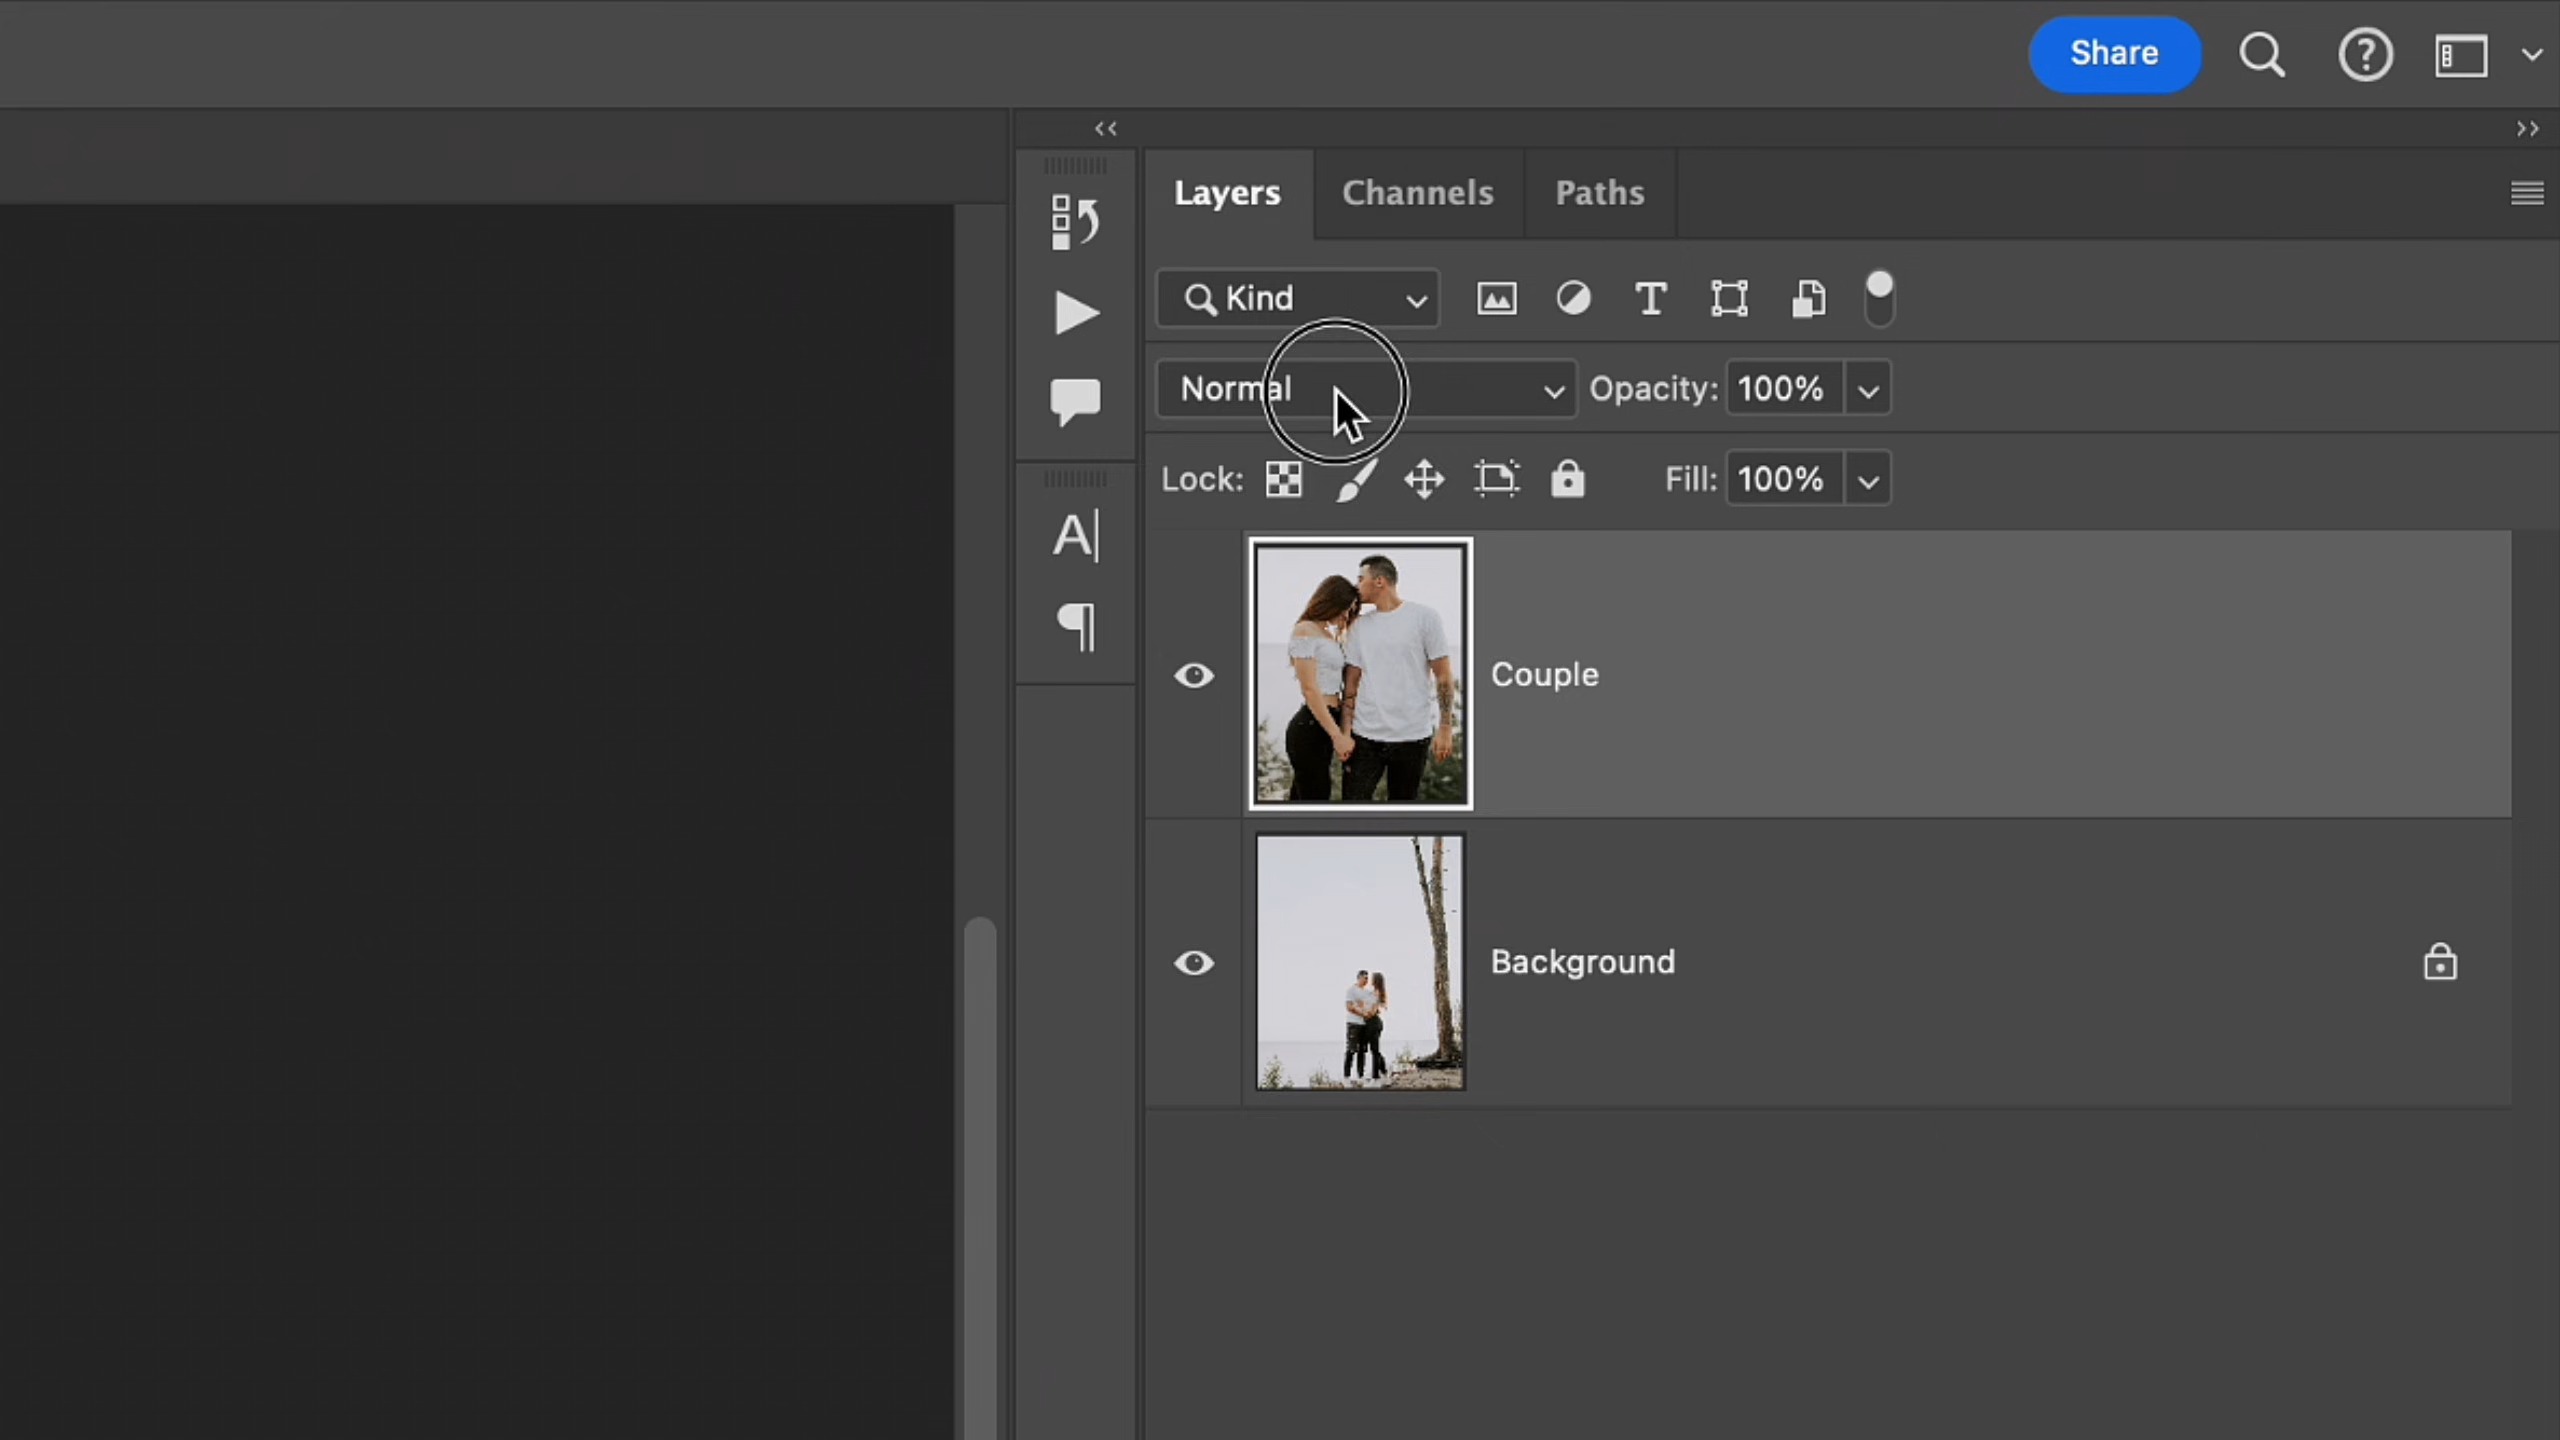 Share
Layers
Channels
Paths
Kind
Normal
Opacity: 100%
Lock:
Fill: 100%
Couple
Background